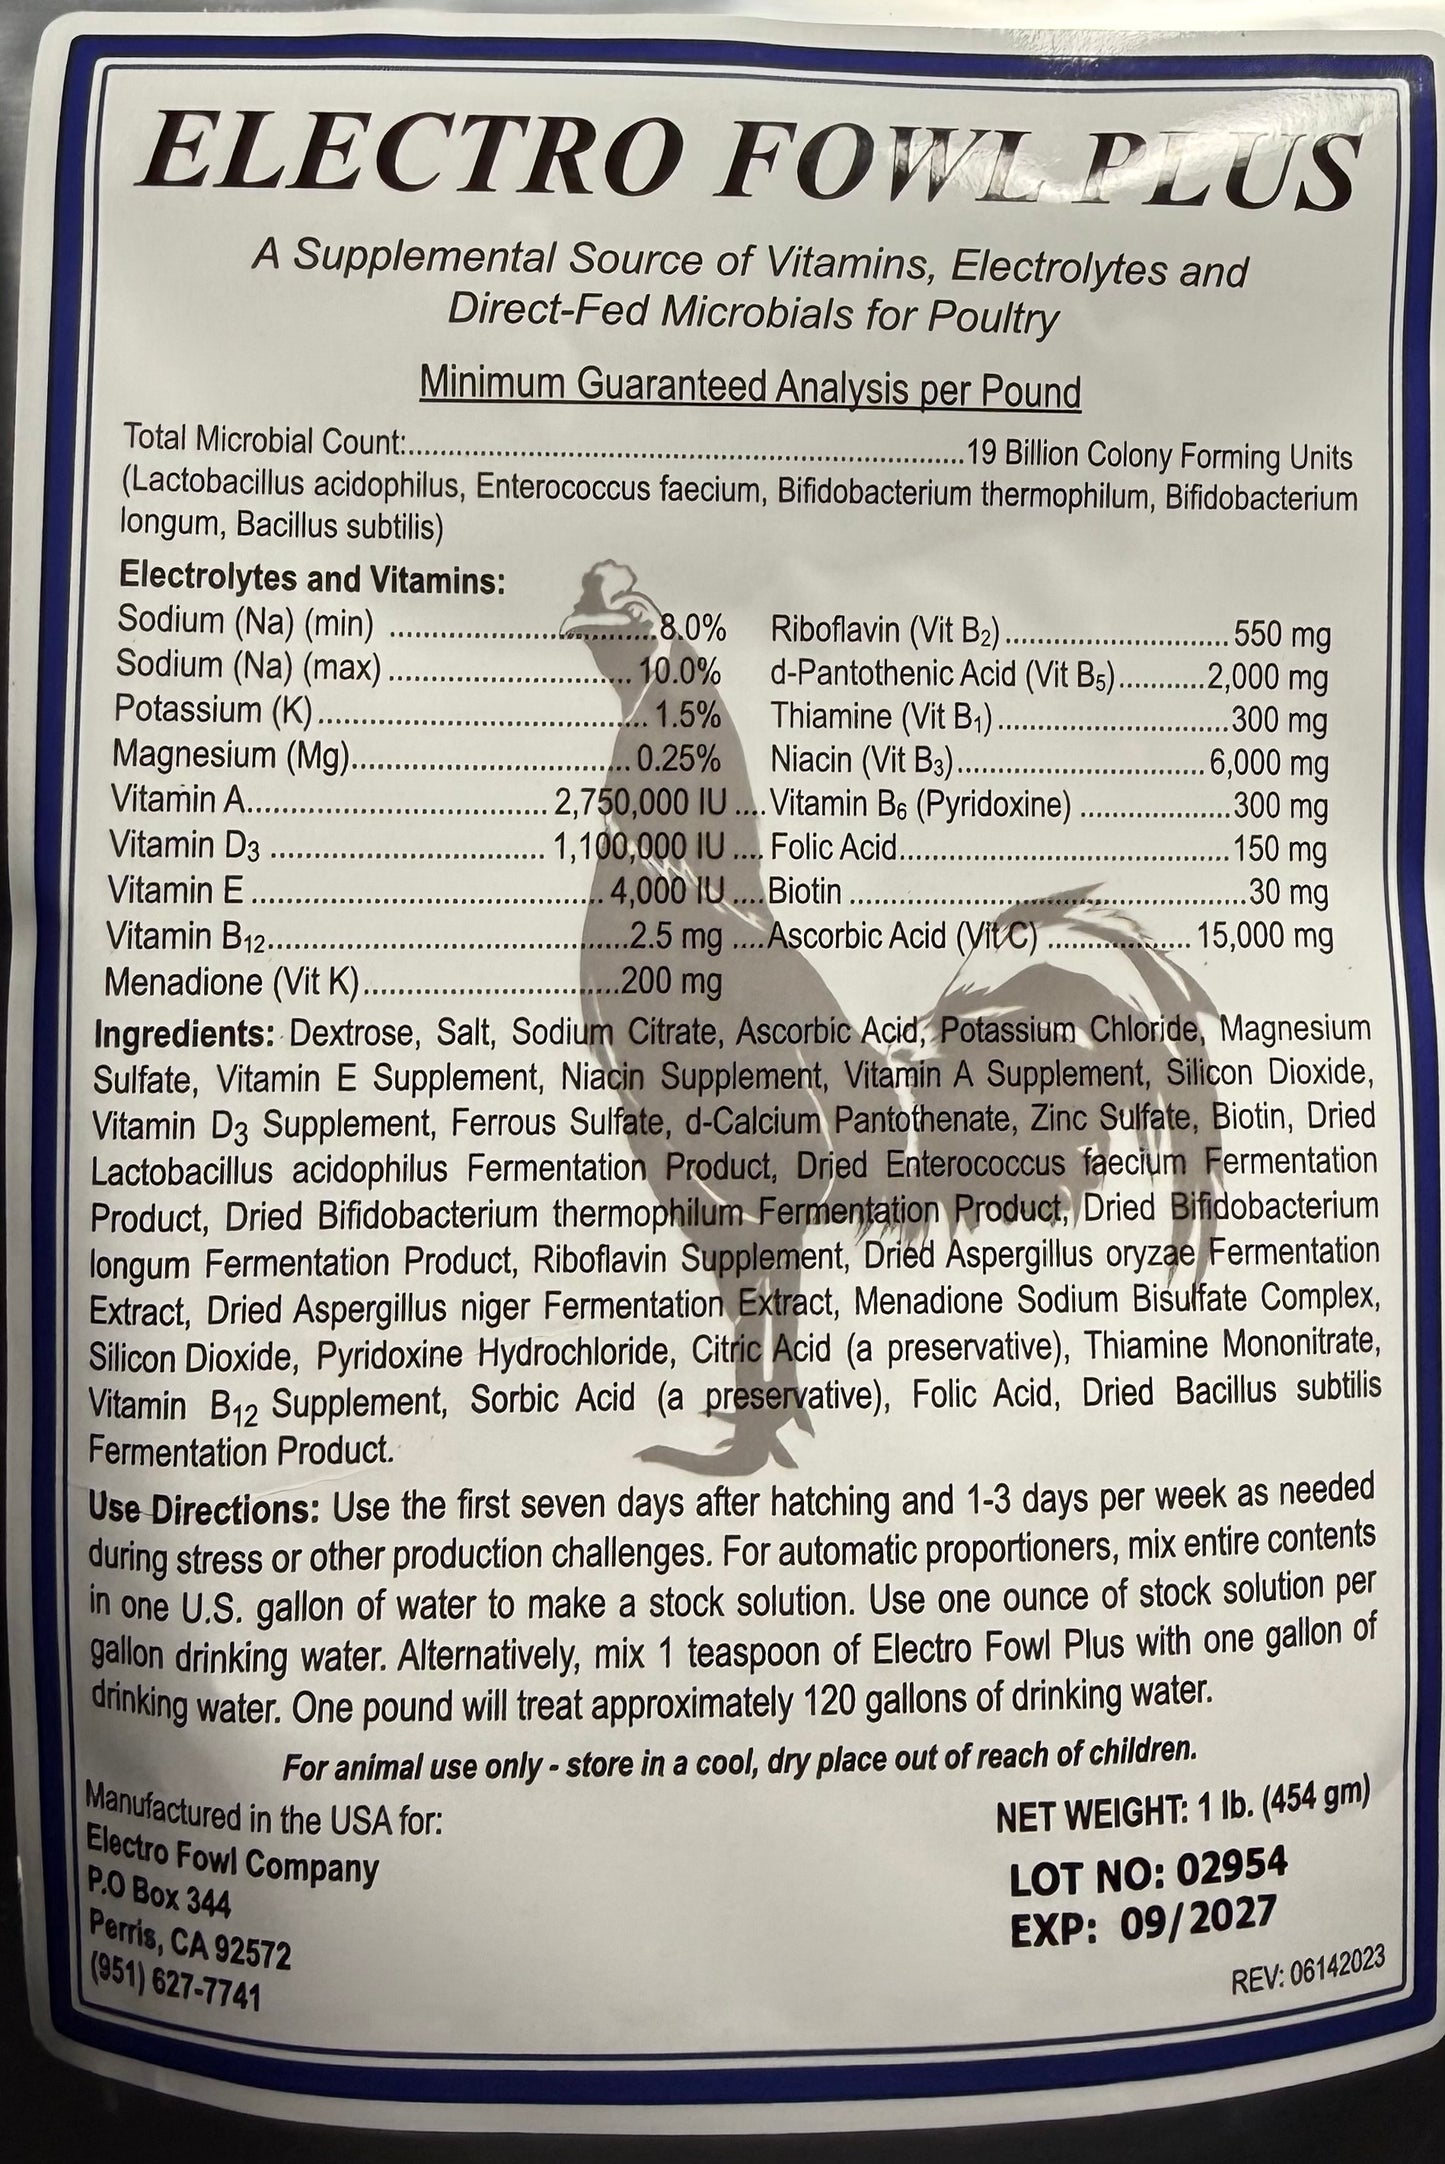 ELECTRO FOWL PLUS
A Supplemental Source of Vitamins, Electrolytes and
Direct-Fed Microbials for Poultry
Minimum Guaranteed Analysis per Pound
Total Microbial Count:..........19 Billion Colony Forming Units
(Lactobacillus acidophilus, Enterococcus faecium, Bifidobacterium thermophilum, Bifidobacterium
longum, Bacillus subtilis)
Electrolytes and Vitamins:
Sodium (Na) (min) ..........8.0% Riboflavin (Vit B2)..........550 mg
Sodium (Na) (max)..........10.0% d-Pantothenic Acid (Vit B5)..........2,000 mg
Potassium (K)..........1.5% Thiamine (Vit B1)..........300 mg
Magnesium (Mg)..........0.25% Niacin (Vit B3)..........6,000 mg
Vitamin A..........2,750,000 IU ....Vitamin B6 (Pyridoxine) ..........300 mg
Vitamin D3 ..........1,100,000 IU .... Folic Acid..........150 mg
Vitamin E ..........4,000 IU ....Biotin ..........30 mg
Vitamin B12..........2.5 mg ....Ascorbic Acid (Vit C) ..........15,000 mg
Menadione (Vit K)..........200 mg
Ingredients: Dextrose, Salt, Sodium Citrate, Ascorbic Acid, Potassium Chloride, Magnesium
Sulfate, Vitamin E Supplement, Niacin Supplement, Vitamin A Supplement, Silicon Dioxide,
Vitamin D3 Supplement, Ferrous Sulfate, d-Calcium Pantothenate, Zinc Sulfate, Biotin, Dried
Lactobacillus acidophilus Fermentation Product, Dried Enterococcus faecium Fermentation
Product, Dried Bifidobacterium thermophilum Fermentation Product, Dried Bifidobacterium
longum Fermentation Product, Riboflavin Supplement, Dried Aspergillus oryzae Fermentation
Extract, Dried Aspergillus niger Fermentation Extract, Menadione Sodium Bisulfate Complex,
Silicon Dioxide, Pyridoxine Hydrochloride, Citric Acid (a preservative), Thiamine Mononitrate,
Vitamin B12 Supplement, Sorbic Acid (a preservative), Folic Acid, Dried Bacillus subtilis
Fermentation Product.
Use Directions: Use the first seven days after hatching and 1-3 days per week as needed
during stress or other production challenges. For automatic proportioners, mix entire contents
in one U.S. gallon of water to make a stock solution. Use one ounce of stock solution per
gallon drinking water. Alternatively, mix 1 teaspoon of Electro Fowl Plus with one gallon of
drinking water. One pound will treat approximately 120 gallons of drinking water.
For animal use only - store in a cool, dry place out of reach of children.
Manufactured in the USA for:
Electro Fowl Company
P.O Box 344
Perris, CA 92572
(951) 627-7741
NET WEIGHT: 1 lb. (454 gm)
LOT NO: 02954
EXP: 09/2027
REV: 06142023